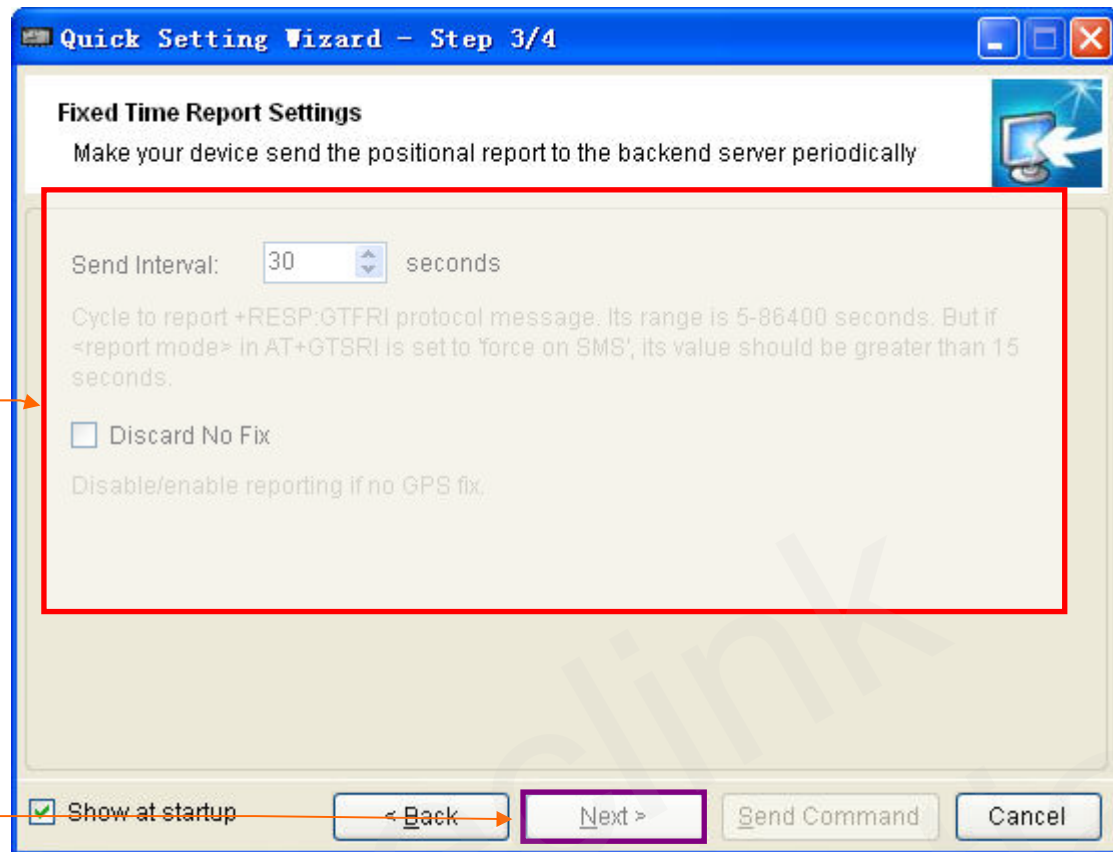 Quick Setting Wizard - Step 3/4
Fixed Time Report Settings
Make your device send the positional report to the backend server periodically
Send Interval: 30 seconds
Cycle to report +RESP:GTFRI protocol message. Its range is 5-86400 seconds. But if
<report mode> in AT+GTSRI is set to 'force on SMS', its value should be greater than 15
seconds.
Discard No Fix
Disable/enable reporting if no GPS fix.
Show at startup < Back Next > Send Command Cancel